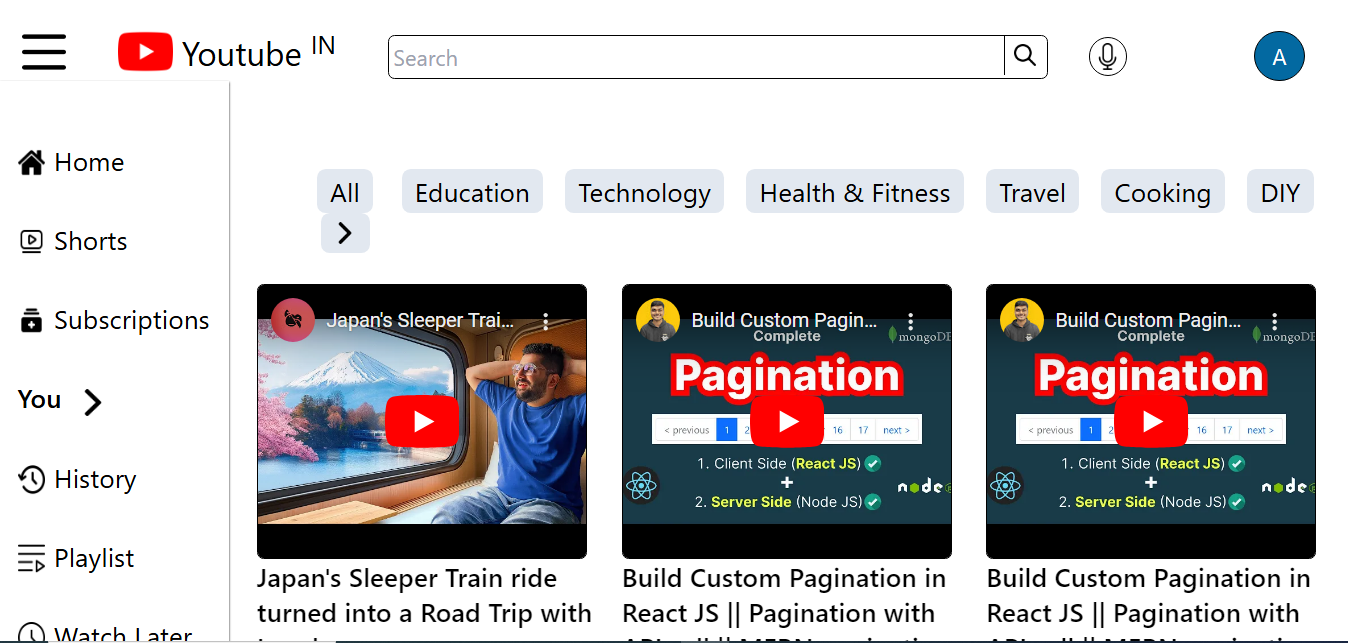 Youtube IN
Search
A
Home
Shorts
Subscriptions
You
History
Playlist
Watch Later
All Education Technology Health & Fitness Travel Cooking DIY
Japan's Sleeper Trai...
Japan's Sleeper Train ride
turned into a Road Trip with
Build Custom Pagin...
Complete
mongoDB
Pagination
< previous 1 2 16 17 next >
1. Client Side (React JS)
+
2. Server Side (Node JS)
node
Build Custom Pagination in
React JS || Pagination with
Build Custom Pagin...
Complete
mongoDB
Pagination
< previous 1 2 16 17 next >
1. Client Side (React JS)
+
2. Server Side (Node JS)
node
Build Custom Pagination in
React JS || Pagination with